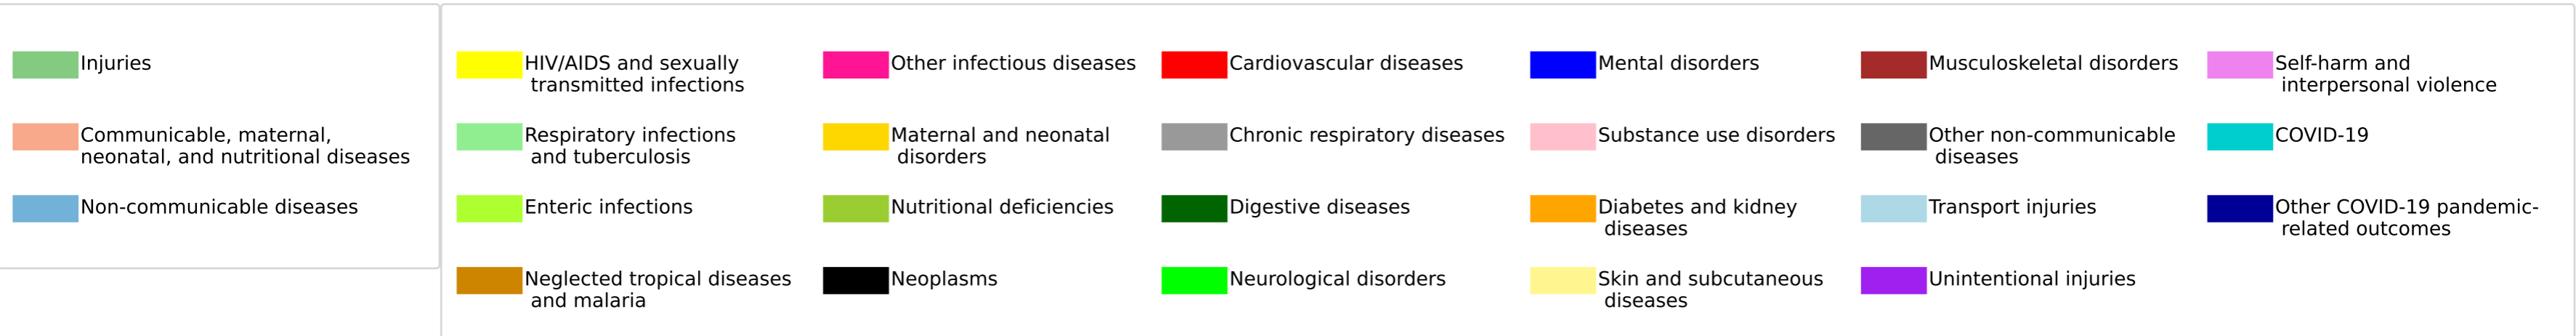 Injuries
Communicable, maternal,
neonatal, and nutritional diseases
Non-communicable diseases
HIV/AIDS and sexually
transmitted infections
Respiratory infections
and tuberculosis
Enteric infections
Neglected tropical diseases
and malaria
Other infectious diseases
Maternal and neonatal
disorders
Nutritional deficiencies
Neoplasms
Cardiovascular diseases
Chronic respiratory diseases
Digestive diseases
Neurological disorders
Mental disorders
Substance use disorders
Diabetes and kidney
diseases
Skin and subcutaneous
diseases
Musculoskeletal disorders
Other non-communicable
diseases
Transport injuries
Unintentional injuries
Self-harm and
interpersonal violence
COVID-19
Other COVID-19 pandemic-
related outcomes